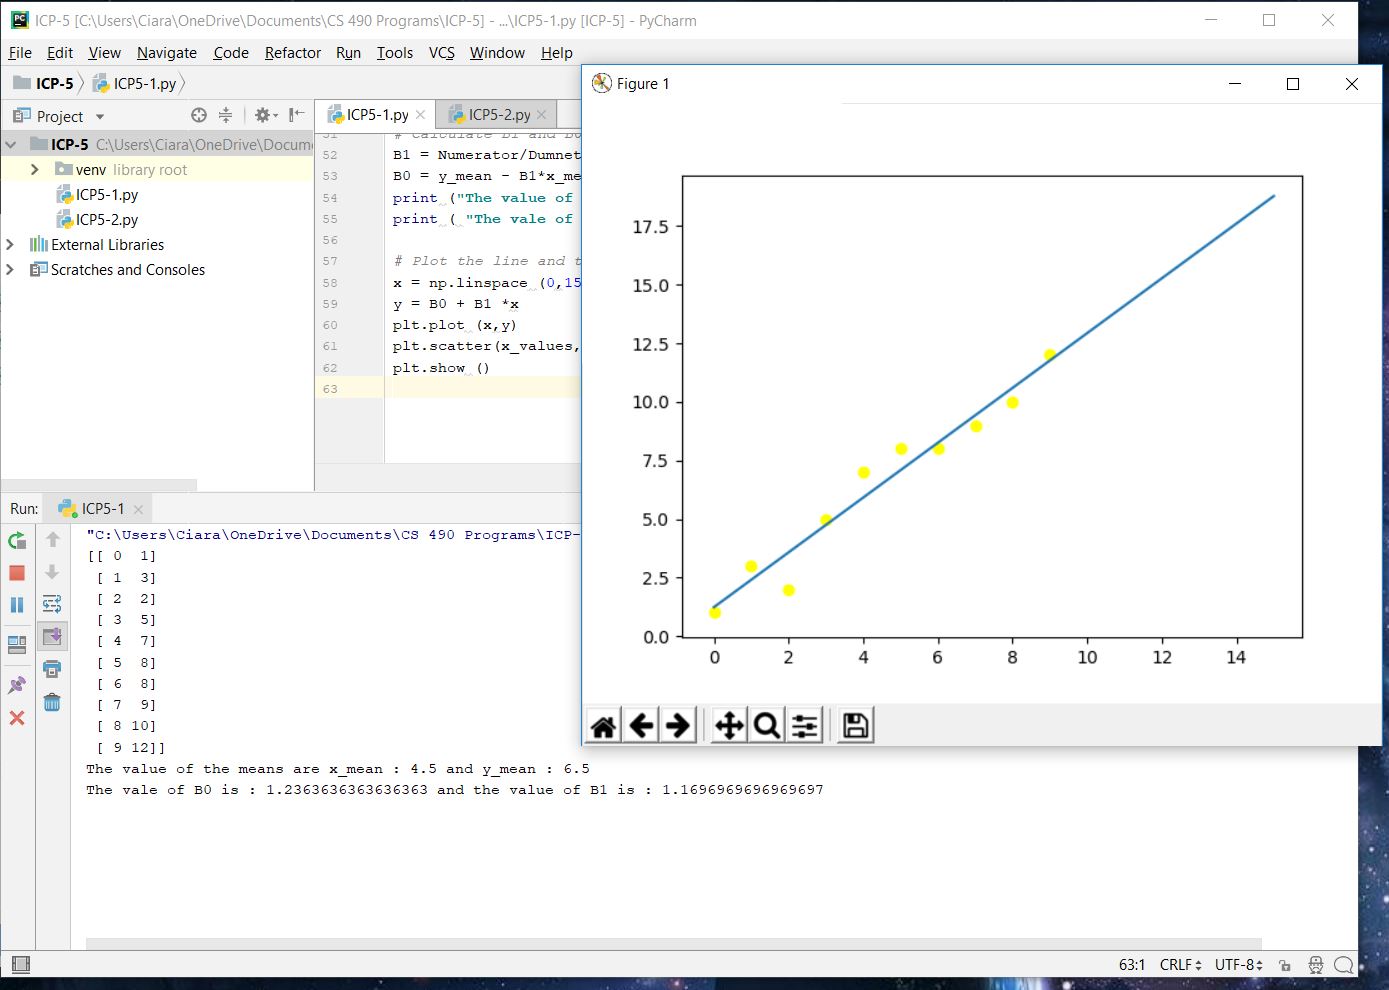 ICP-5 [C:\Users\Ciara\OneDrive\Documents\CS 490 Programs\ICP-5] - ...\ICP5-1.py [ICP-5] - PyCharm
File Edit View Navigate Code Refactor Run Tools VCS Window Help
ICP-5 ICP5-1.py
Project
ICP-5 C:\Users\Ciara\OneDrive\Docum
venv library root
ICP5-1.py
ICP5-2.py
External Libraries
Scratches and Consoles
ICP5-1.py ICP5-2.py
51 # Calculate B1 and B0
52 B1 = Numerator/Dumnet
53 B0 = y_mean - B1*x_me
54 print ("The value of
55 print ( "The vale of
56
57 # Plot the line and t
58 x = np.linspace (0,15
59 y = B0 + B1 *x
60 plt.plot (x,y)
61 plt.scatter(x_values,
62 plt.show ()
63
Figure 1
17.5
15.0
12.5
10.0
7.5
5.0
2.5
0.0
0 2 4 6 8 10 12 14
Run: ICP5-1
"C:\Users\Ciara\OneDrive\Documents\CS 490 Programs\ICP-
[[ 0 1]
[ 1 3]
[ 2 2]
[ 3 5]
[ 4 7]
[ 5 8]
[ 6 8]
[ 7 9]
[ 8 10]
[ 9 12]]
The value of the means are x_mean : 4.5 and y_mean : 6.5
The vale of B0 is : 1.2363636363636363 and the value of B1 is : 1.1696969696969697
63:1 CRLF UTF-8